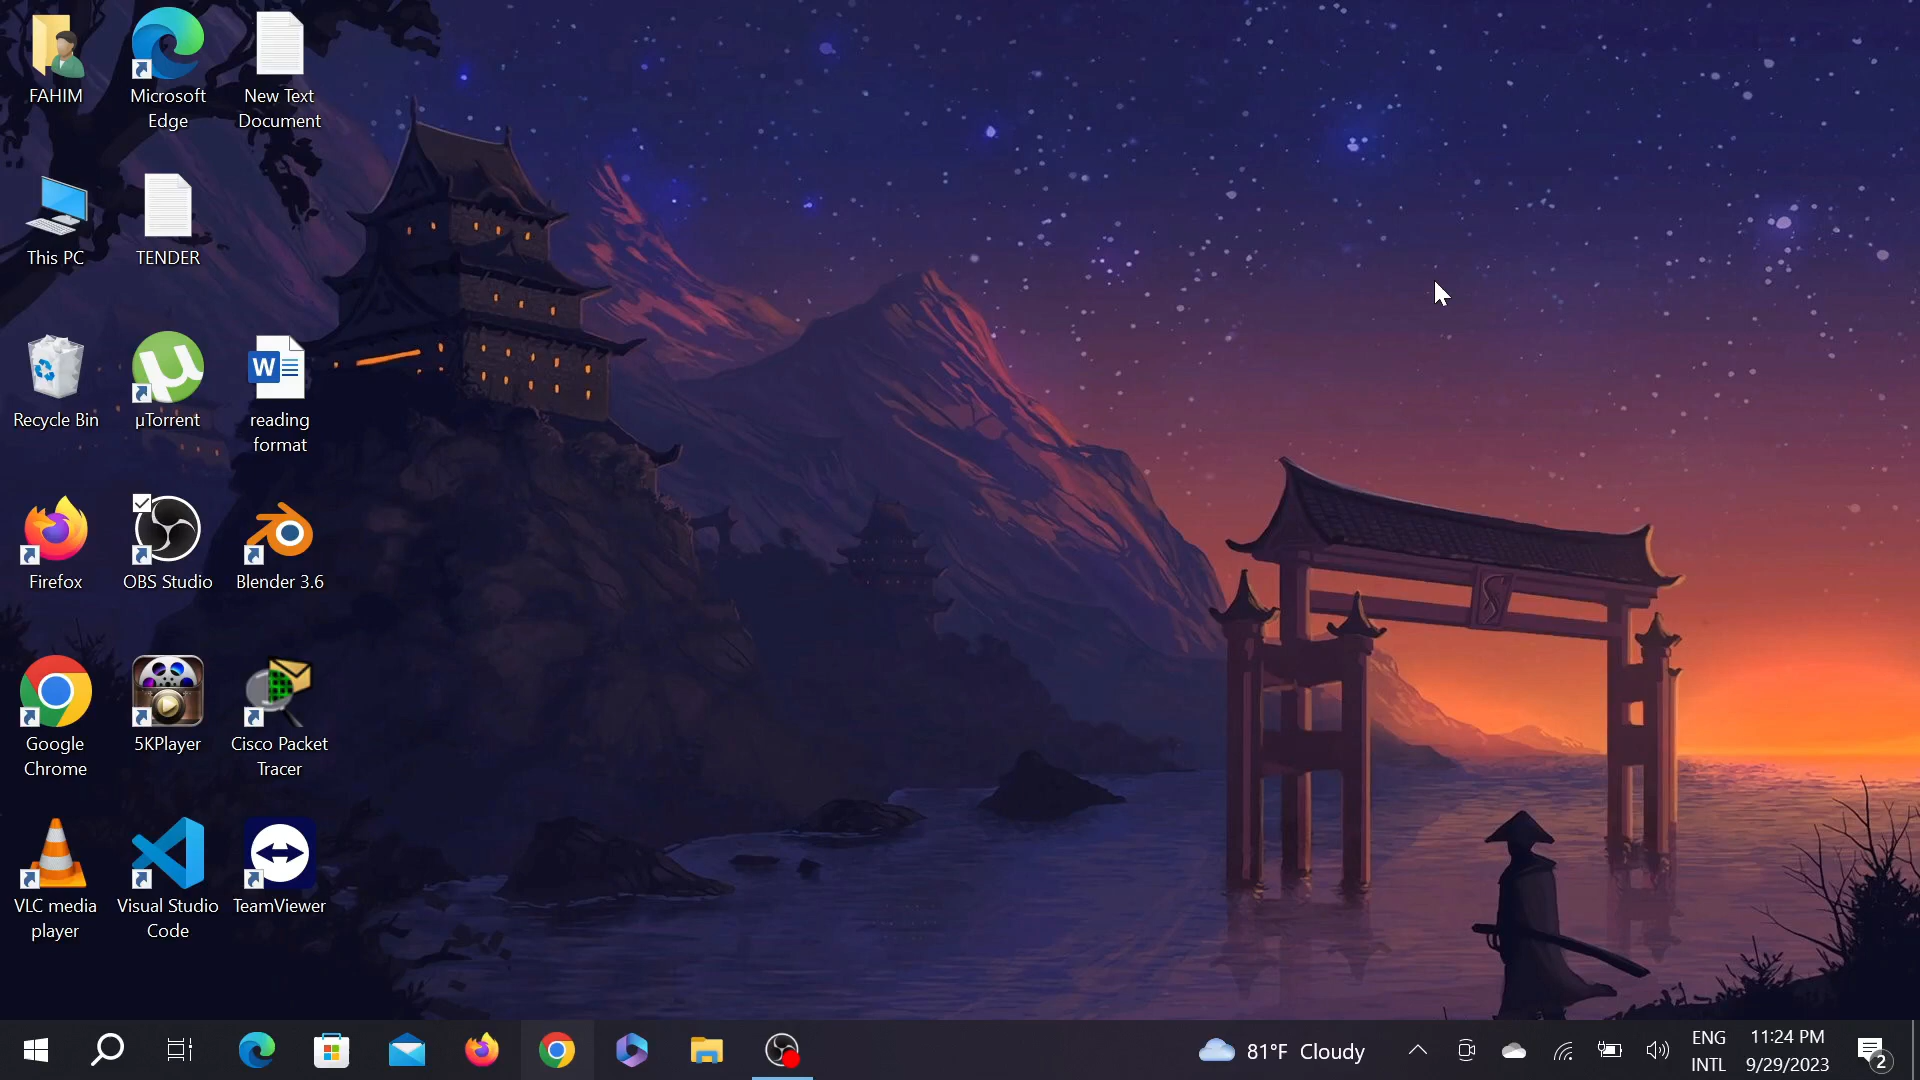 FAHIM
Microsoft
Edge
New Text
Document
This PC
TENDER
Recycle Bin
µTorrent
reading
format
Firefox
OBS Studio
Blender 3.6
Google
Chrome
5KPlayer
Cisco Packet
Tracer
VLC media
player
Visual Studio
Code
TeamViewer
81°F Cloudy
ENG
INTL
11:24 PM
9/29/2023
2